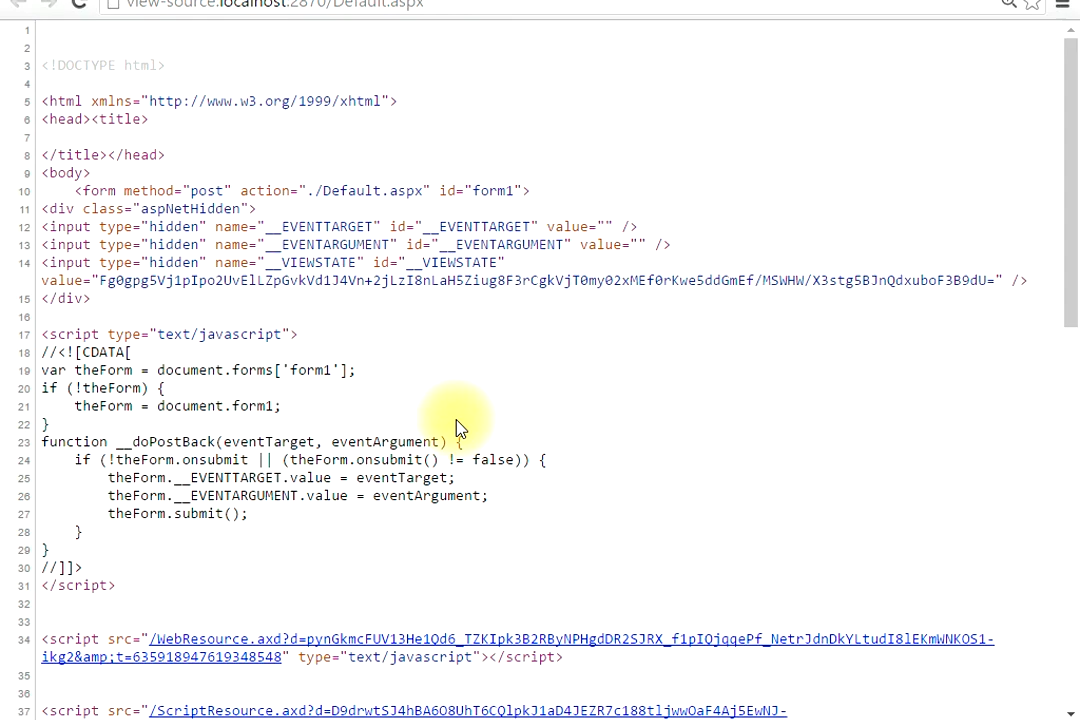 view-source:localhost:2870/Default.aspx
1
2
3 <!DOCTYPE html>
4
5 <html xmlns="http://www.w3.org/1999/xhtml">
6 <head><title>
7
8 </title></head>
9 <body>
10 <form method="post" action="./Default.aspx" id="form1">
11 <div class="aspNetHidden">
12 <input type="hidden" name="__EVENTTARGET" id="__EVENTTARGET" value="" />
13 <input type="hidden" name="__EVENTARGUMENT" id="__EVENTARGUMENT" value="" />
14 <input type="hidden" name="__VIEWSTATE" id="__VIEWSTATE"
value="Fg0gpg5Vj1pIpo2UvElLZpGvkVd1J4Vn+2jLzI8nLaH5Ziug8F3rCgkVjT0my02xMEf0rKwe5ddGmEf/MSWHW/X3stg5BJnQdxuboF3B9dU=" />
15 </div>
16
17 <script type="text/javascript">
18 //<![CDATA[
19 var theForm = document.forms['form1'];
20 if (!theForm) {
21 theForm = document.form1;
22 }
23 function __doPostBack(eventTarget, eventArgument) {
24 if (!theForm.onsubmit || (theForm.onsubmit() != false)) {
25 theForm.__EVENTTARGET.value = eventTarget;
26 theForm.__EVENTARGUMENT.value = eventArgument;
27 theForm.submit();
28 }
29 }
30 //]]>
31 </script>
32
33
34 <script src="/WebResource.axd?d=pynGkmcFUV13He1Qd6_TZKIpk3B2RByNPHgdDR2SJRX_f1pIQjqqePf_NetrJdnDkYLtudI8lEKmWNKOS1-
ikg2&amp;t=635918947619348548" type="text/javascript"></script>
35
36
37 <script src="/ScriptResource.axd?d=D9drwtSJ4hBA6O8UhT6CQlpkJ1aD4JEZR7c188tljwwOaF4Aj5EwNJ-